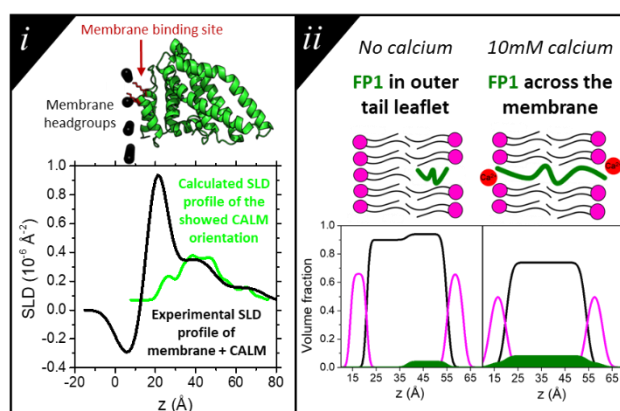 i
Membrane binding site
Membrane
headgroups
SLD (10⁻⁶ Å⁻²)
1.0
0.8
0.6
0.4
0.2
0.0
-0.2
-0.4
Calculated SLD
profile of the
showed CALM
orientation
Experimental SLD
profile of
membrane + CALM
-20 0 20 40 60 80
z (Å)
ii
No calcium
FP1 in outer
tail leaflet
10mM calcium
FP1 across the
membrane
Volume fraction
1.0
0.8
0.6
0.4
0.2
0.0
15 25 35 45 55 65
z (Å)
15 25 35 45 55 65
z (Å)